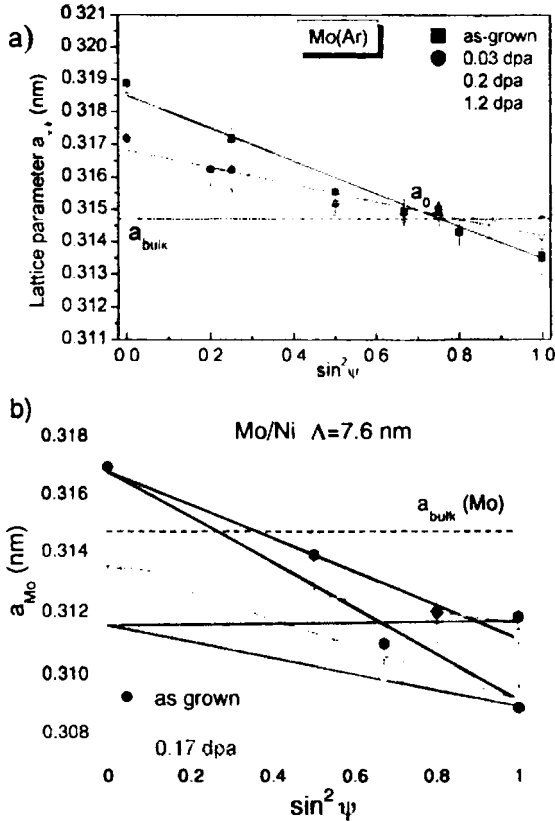 a)
Mo(Ar)
as-grown
0.03 dpa
0.2 dpa
1.2 dpa
0.321
0.320
0.319
0.318
0.317
0.316
0.315
0.314
0.313
0.312
0.311
Lattice parameter a (nm)
a₀
a_bulk
0.0 0.2 0.4 0.6 0.8 1.0
sin²ψ
b)
Mo/Ni Λ=7.6 nm
0.318
0.316
0.314
0.312
0.310
0.308
a_Mo (nm)
a_bulk (Mo)
as grown
0.17 dpa
0 0.2 0.4 0.6 0.8 1
sin² ψ